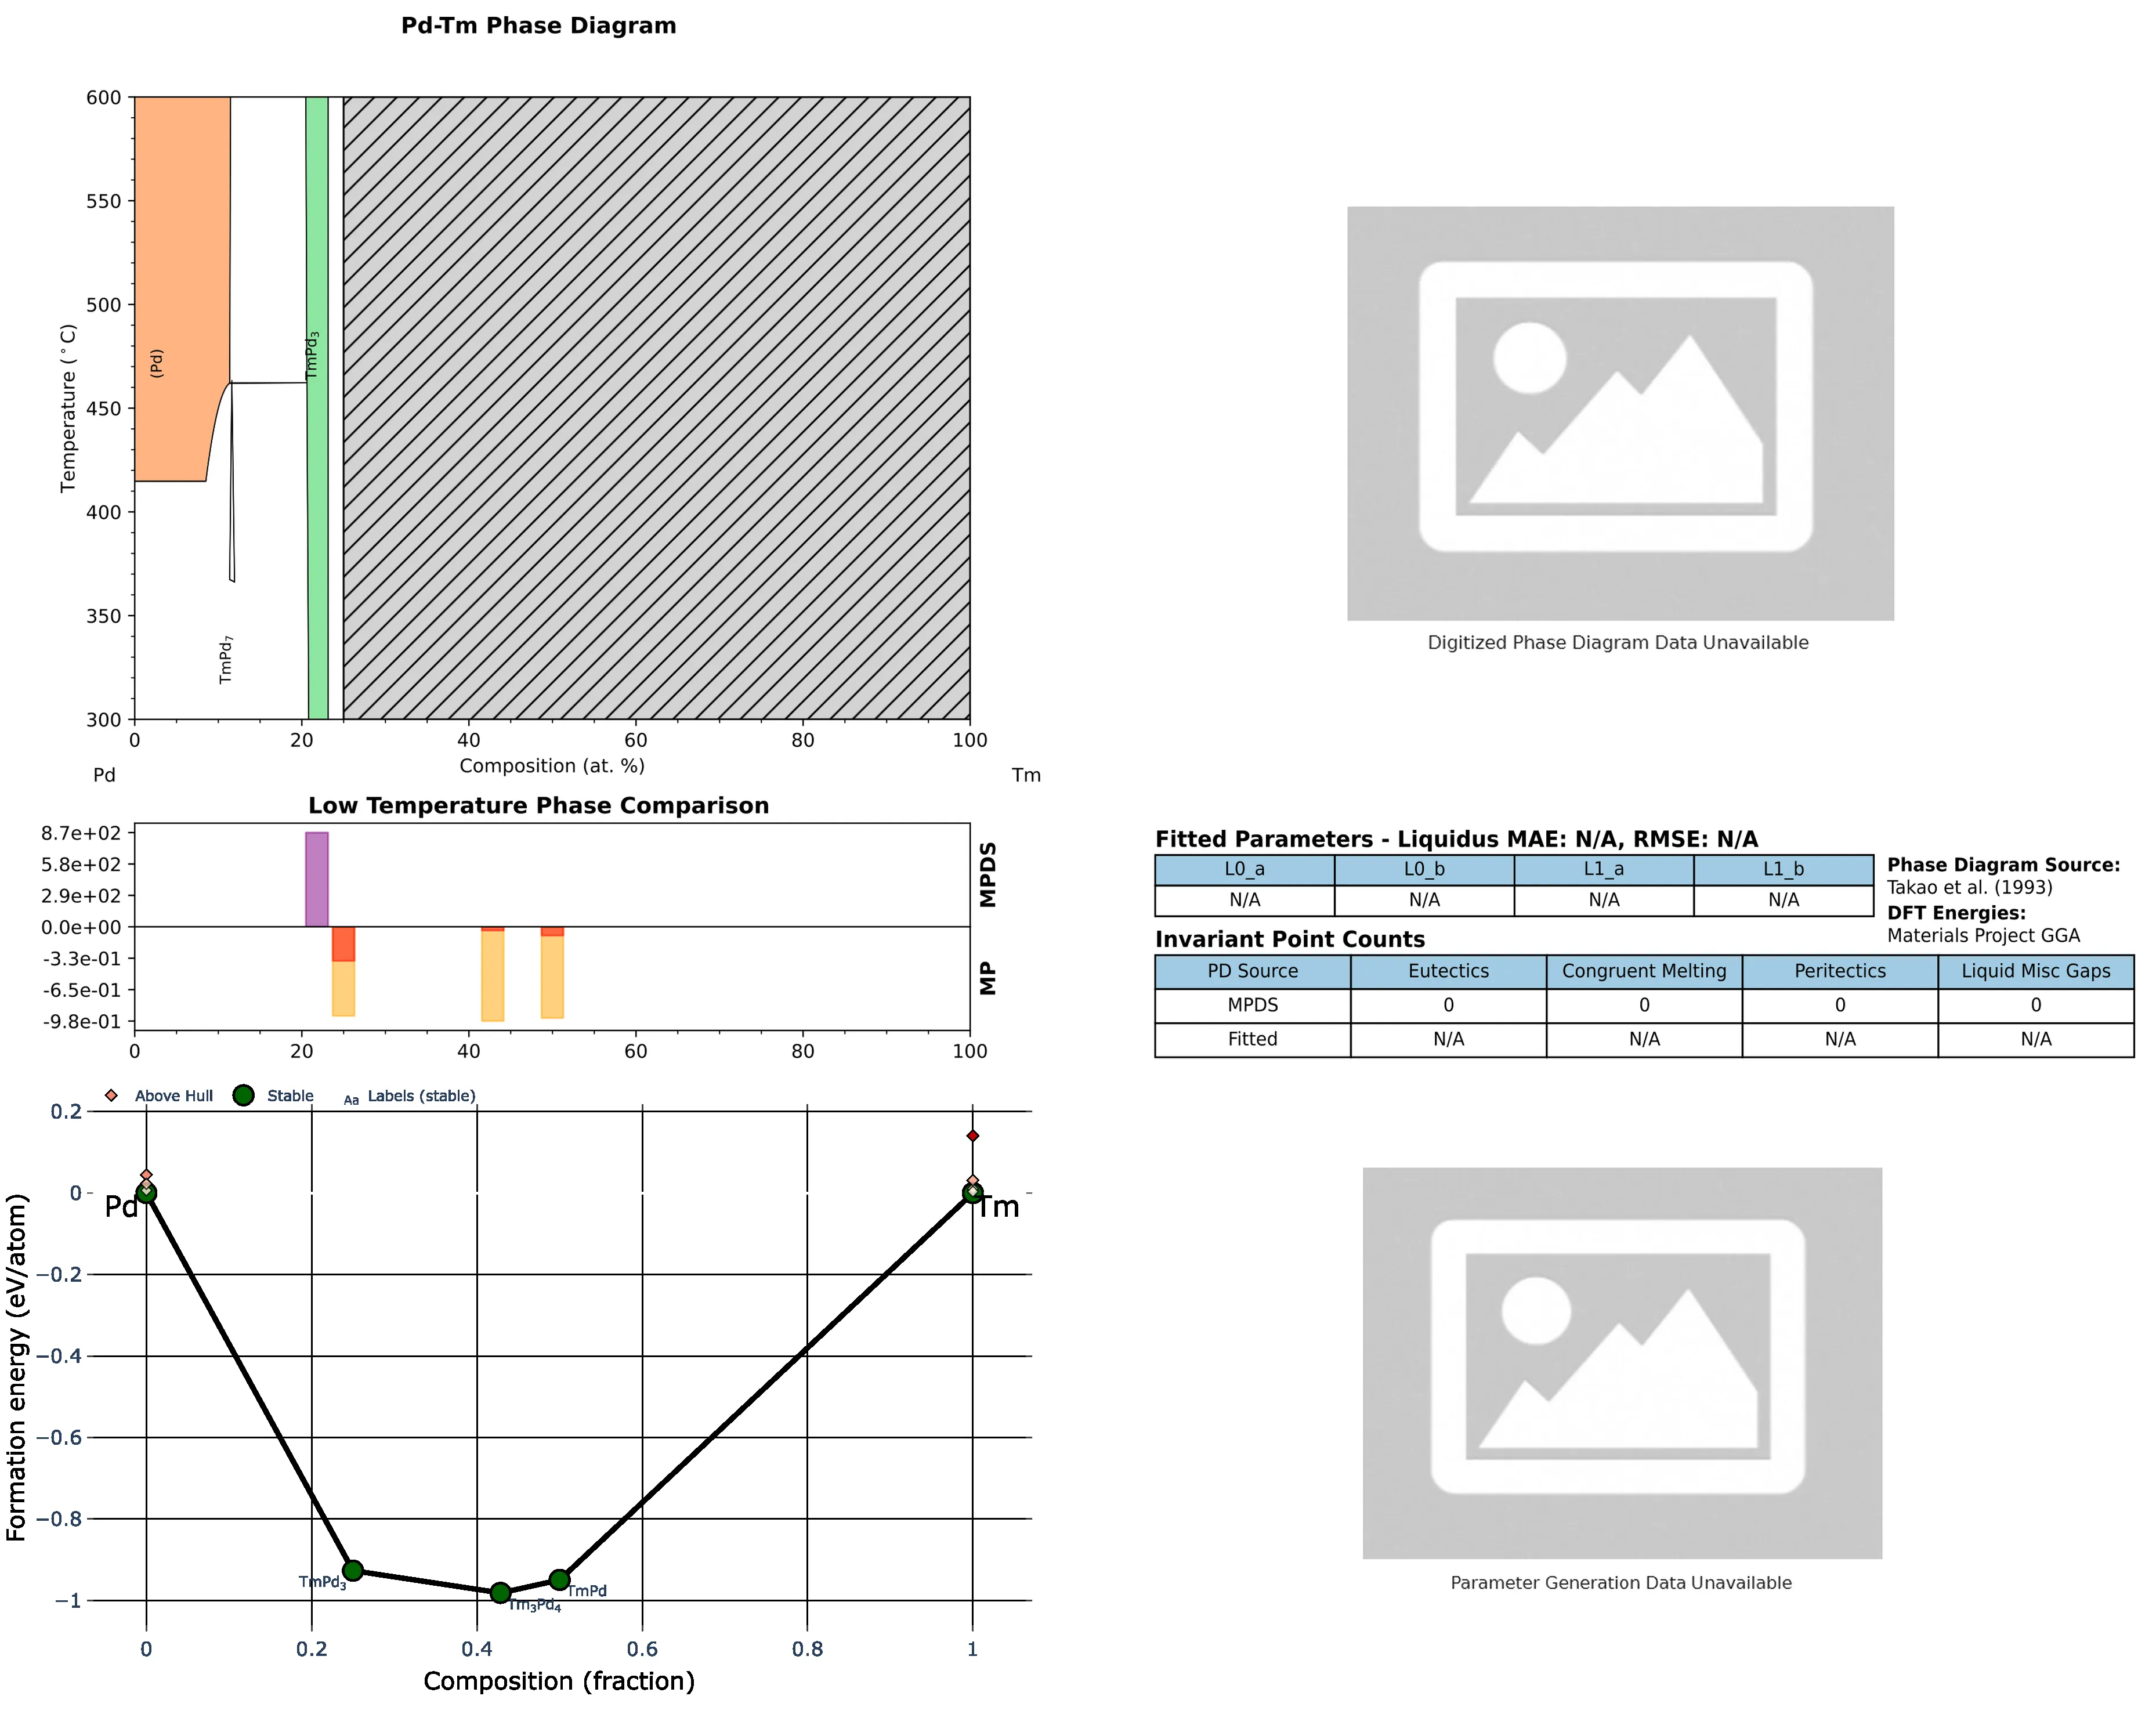 Pd-Tm Phase Diagram
600
550
500
450
400
350
300
Temperature (°C)
(Pd)
TmPd₃
TmPd₇
0 20 40 60 80 100
Composition (at. %)
Pd Tm
Digitized Phase Diagram Data Unavailable
Low Temperature Phase Comparison
8.7e+02
5.8e+02
2.9e+02
0.0e+00
-3.3e-01
-6.5e-01
-9.8e-01
MPDS
MP
0 20 40 60 80 100
Fitted Parameters - Liquidus MAE: N/A, RMSE: N/A
L0_a L0_b L1_a L1_b
N/A N/A N/A N/A
Phase Diagram Source:
Takao et al. (1993)
DFT Energies:
Materials Project GGA
Invariant Point Counts
PD Source Eutectics Congruent Melting Peritectics Liquid Misc Gaps
MPDS 0 0 0 0
Fitted N/A N/A N/A N/A
Above Hull Stable Aa Labels (stable)
0.2
0
−0.2
−0.4
−0.6
−0.8
−1
Formation energy (eV/atom)
Pd
Tm
TmPd₃
Tm₃Pd₄
TmPd
0 0.2 0.4 0.6 0.8 1
Composition (fraction)
Parameter Generation Data Unavailable